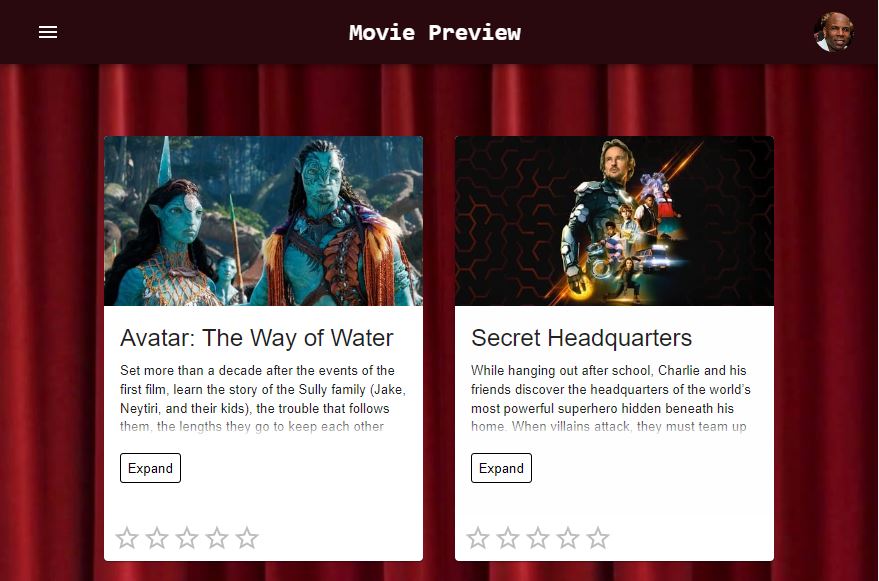 Movie Preview
Avatar: The Way of Water
Set more than a decade after the events of the
first film, learn the story of the Sully family (Jake,
Neytiri, and their kids), the trouble that follows
them, the lengths they go to keep each other
Expand
Secret Headquarters
While hanging out after school, Charlie and his
friends discover the headquarters of the world’s
most powerful superhero hidden beneath his
home. When villains attack, they must team up
Expand